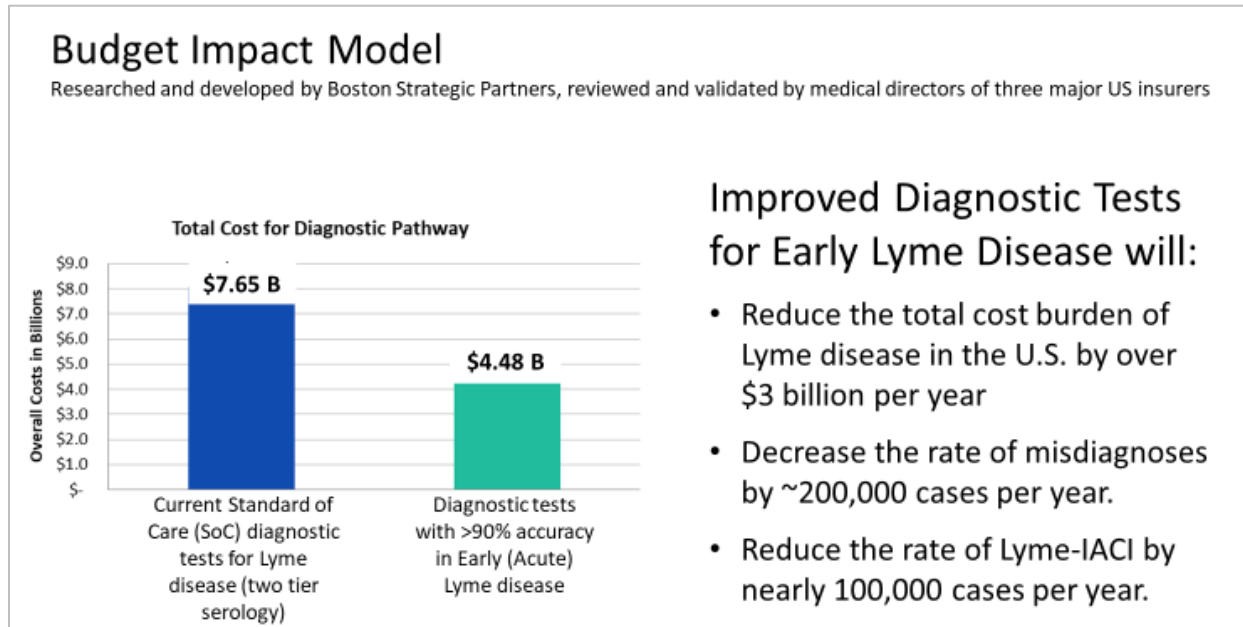 Budget Impact Model
Researched and developed by Boston Strategic Partners, reviewed and validated by medical directors of three major US insurers
Total Cost for Diagnostic Pathway
Overall Costs in Billions
$9.0
$8.0
$7.0
$6.0
$5.0
$4.0
$3.0
$2.0
$1.0
$-
$7.65 B
$4.48 B
Current Standard of
Care (SoC) diagnostic
tests for Lyme
disease (two tier
serology)
Diagnostic tests
with >90% accuracy
in Early (Acute)
Lyme disease
Improved Diagnostic Tests
for Early Lyme Disease will:
• Reduce the total cost burden of
Lyme disease in the U.S. by over
$3 billion per year
• Decrease the rate of misdiagnoses
by ~200,000 cases per year.
• Reduce the rate of Lyme-IACI by
nearly 100,000 cases per year.